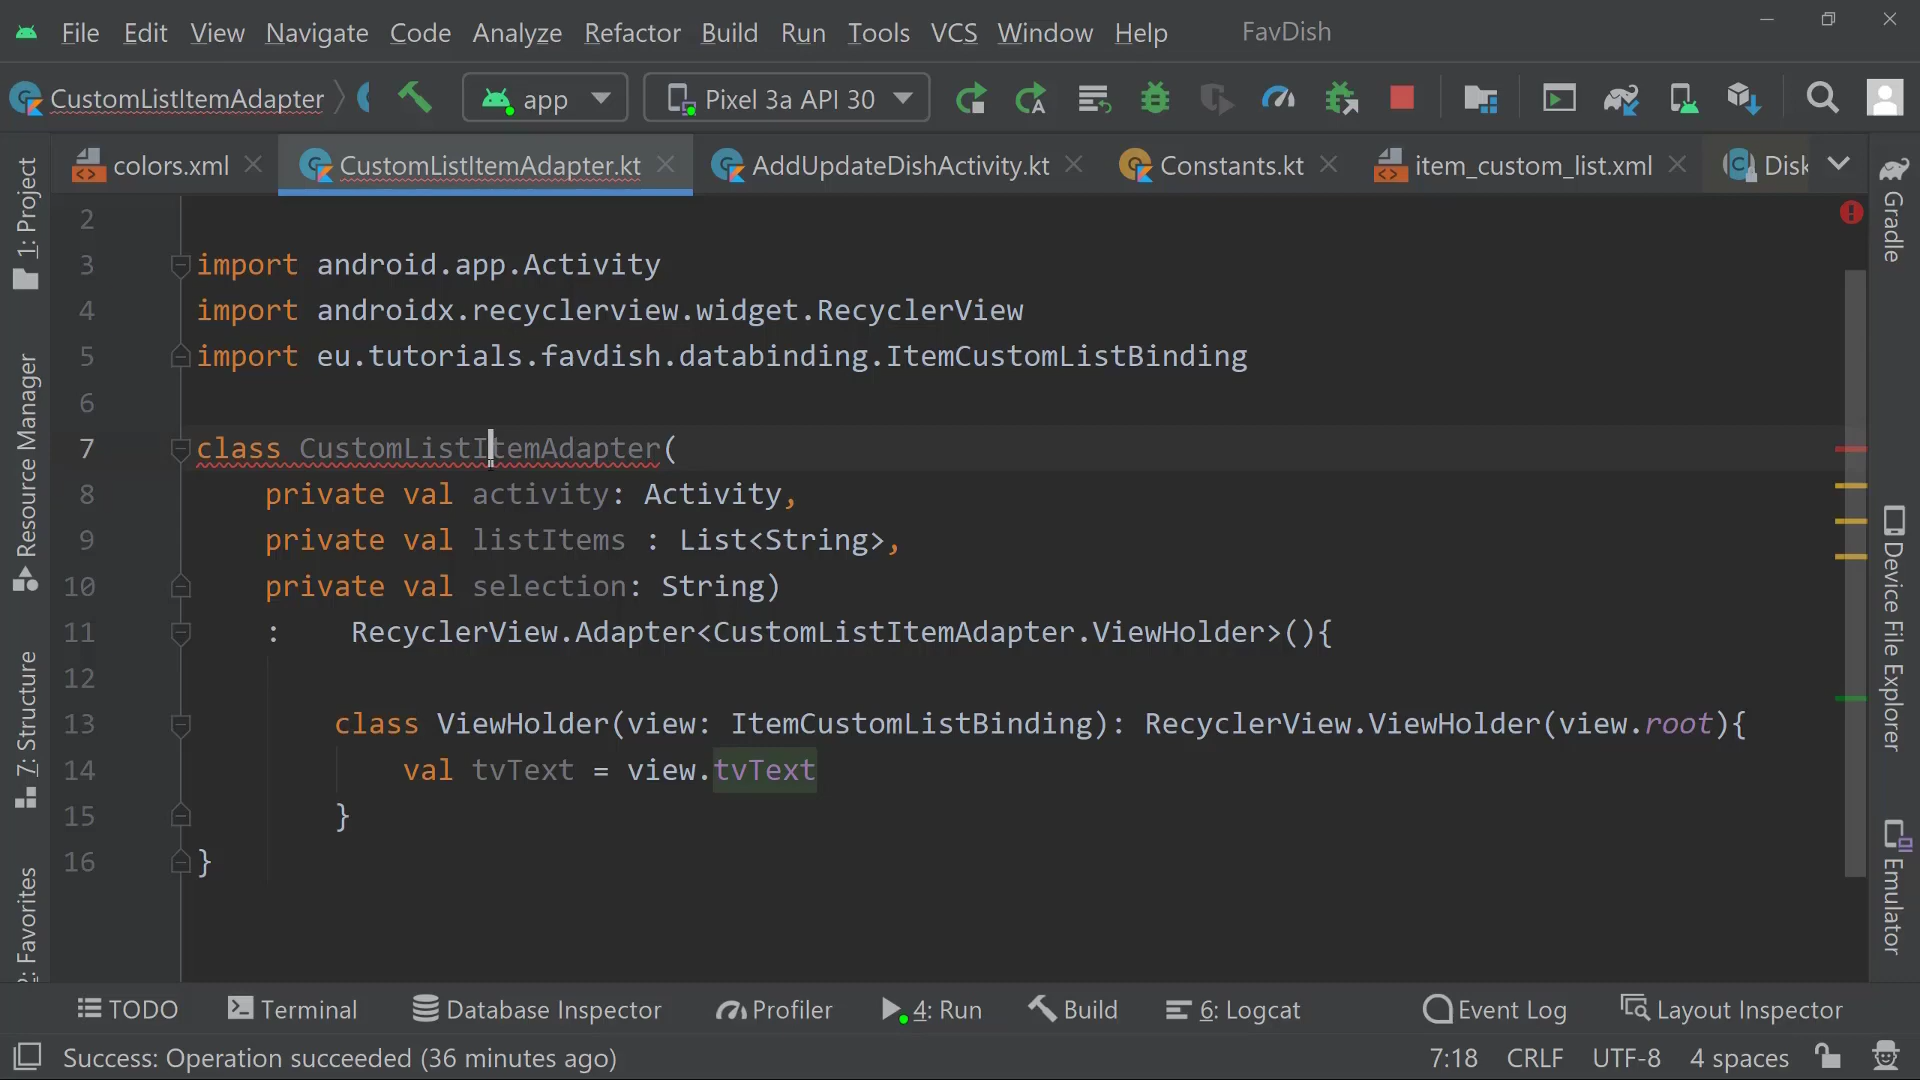 File Edit View Navigate Code Analyze Refactor Build Run Tools VCS Window Help FavDish
CustomListItemAdapter app Pixel 3a API 30
colors.xml CustomListItemAdapter.kt AddUpdateDishActivity.kt Constants.kt item_custom_list.xml Disk
1: Project
Resource Manager
7: Structure
2: Favorites
2
3 import android.app.Activity
4 import androidx.recyclerview.widget.RecyclerView
5 import eu.tutorials.favdish.databinding.ItemCustomListBinding
6
7 class CustomListItemAdapter(
8 private val activity: Activity,
9 private val listItems : List<String>,
10 private val selection: String)
11 : RecyclerView.Adapter<CustomListItemAdapter.ViewHolder>(){
12
13 class ViewHolder(view: ItemCustomListBinding): RecyclerView.ViewHolder(view.root){
14 val tvText = view.tvText
15 }
16 }
Gradle
Device File Explorer
Emulator
TODO Terminal Database Inspector Profiler 4: Run Build 6: Logcat Event Log Layout Inspector
Success: Operation succeeded (36 minutes ago) 7:18 CRLF UTF-8 4 spaces